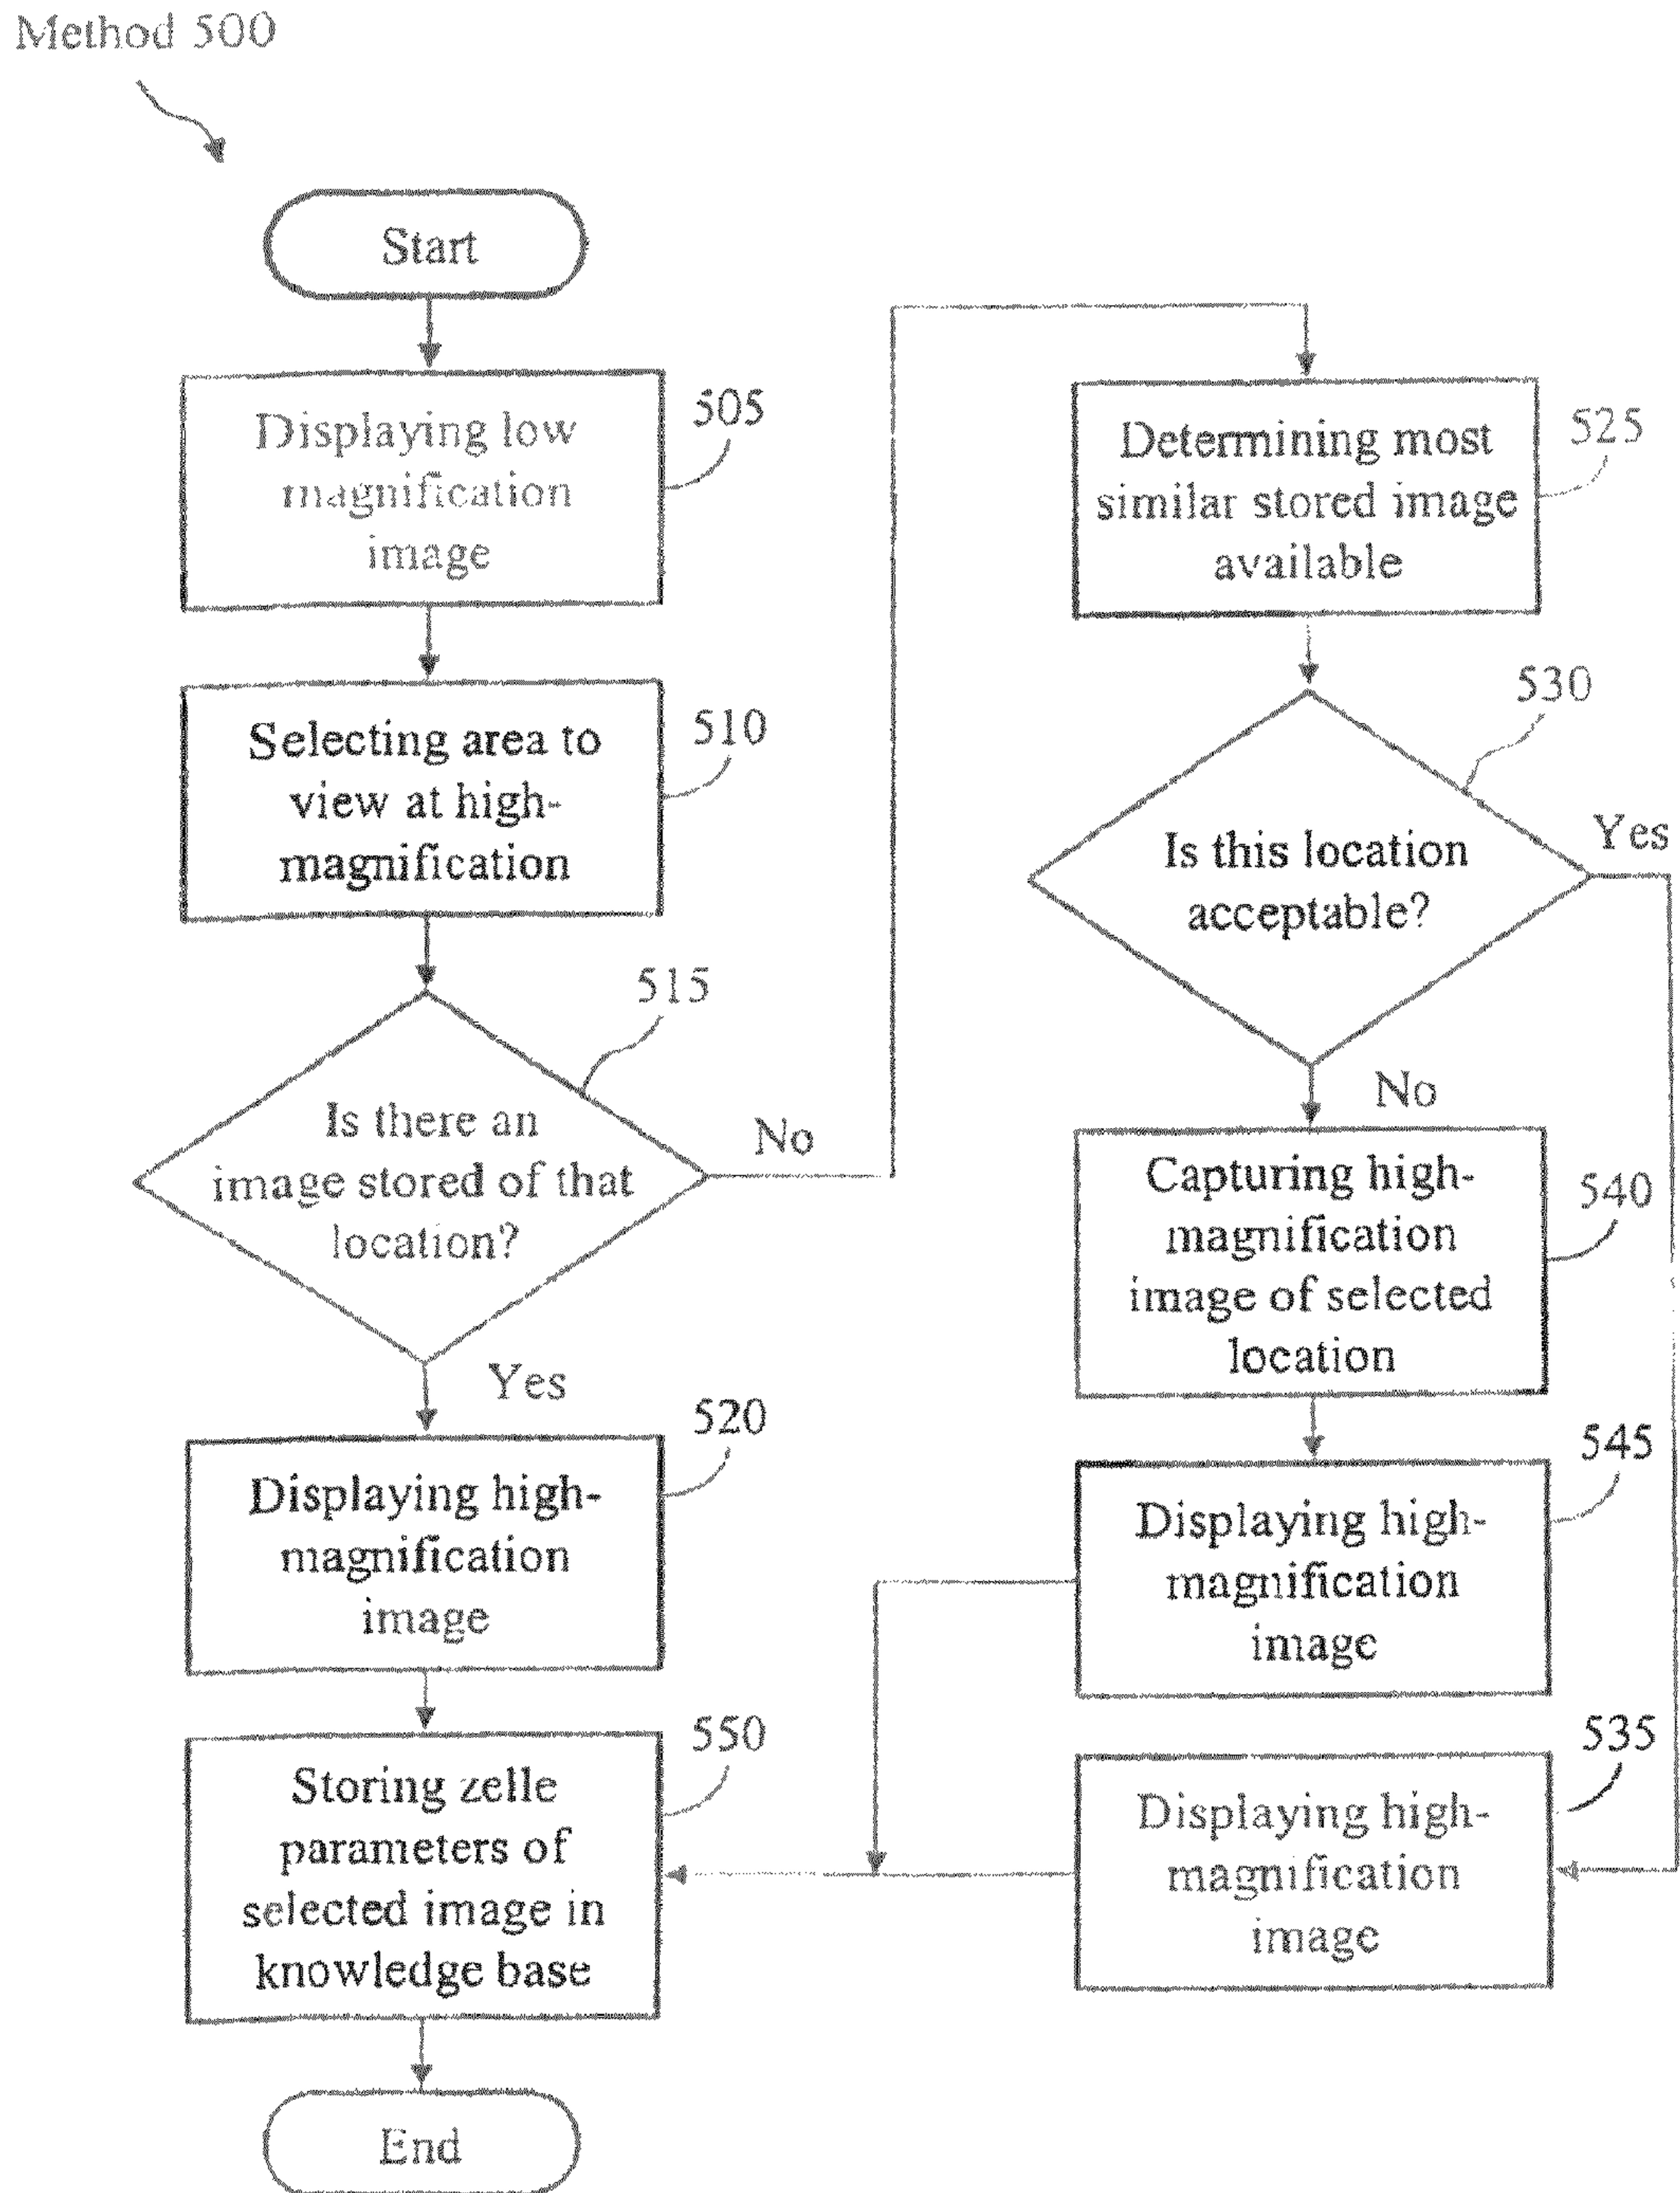 Method 500
Start
Displaying low
magnification
image
505
Selecting area to
view at high-
magnification
510
515
Is there an
image stored of that
location?
No
Yes
520
Displaying high-
magnification
image
550
Storing zelle
parameters of
selected image in
knowledge base
End
Determining most
similar stored image
available
525
530
Is this location
acceptable?
Yes
No
Capturing high-
magnification
image of selected
location
540
545
Displaying high-
magnification
image
535
Displaying high-
magnification
image